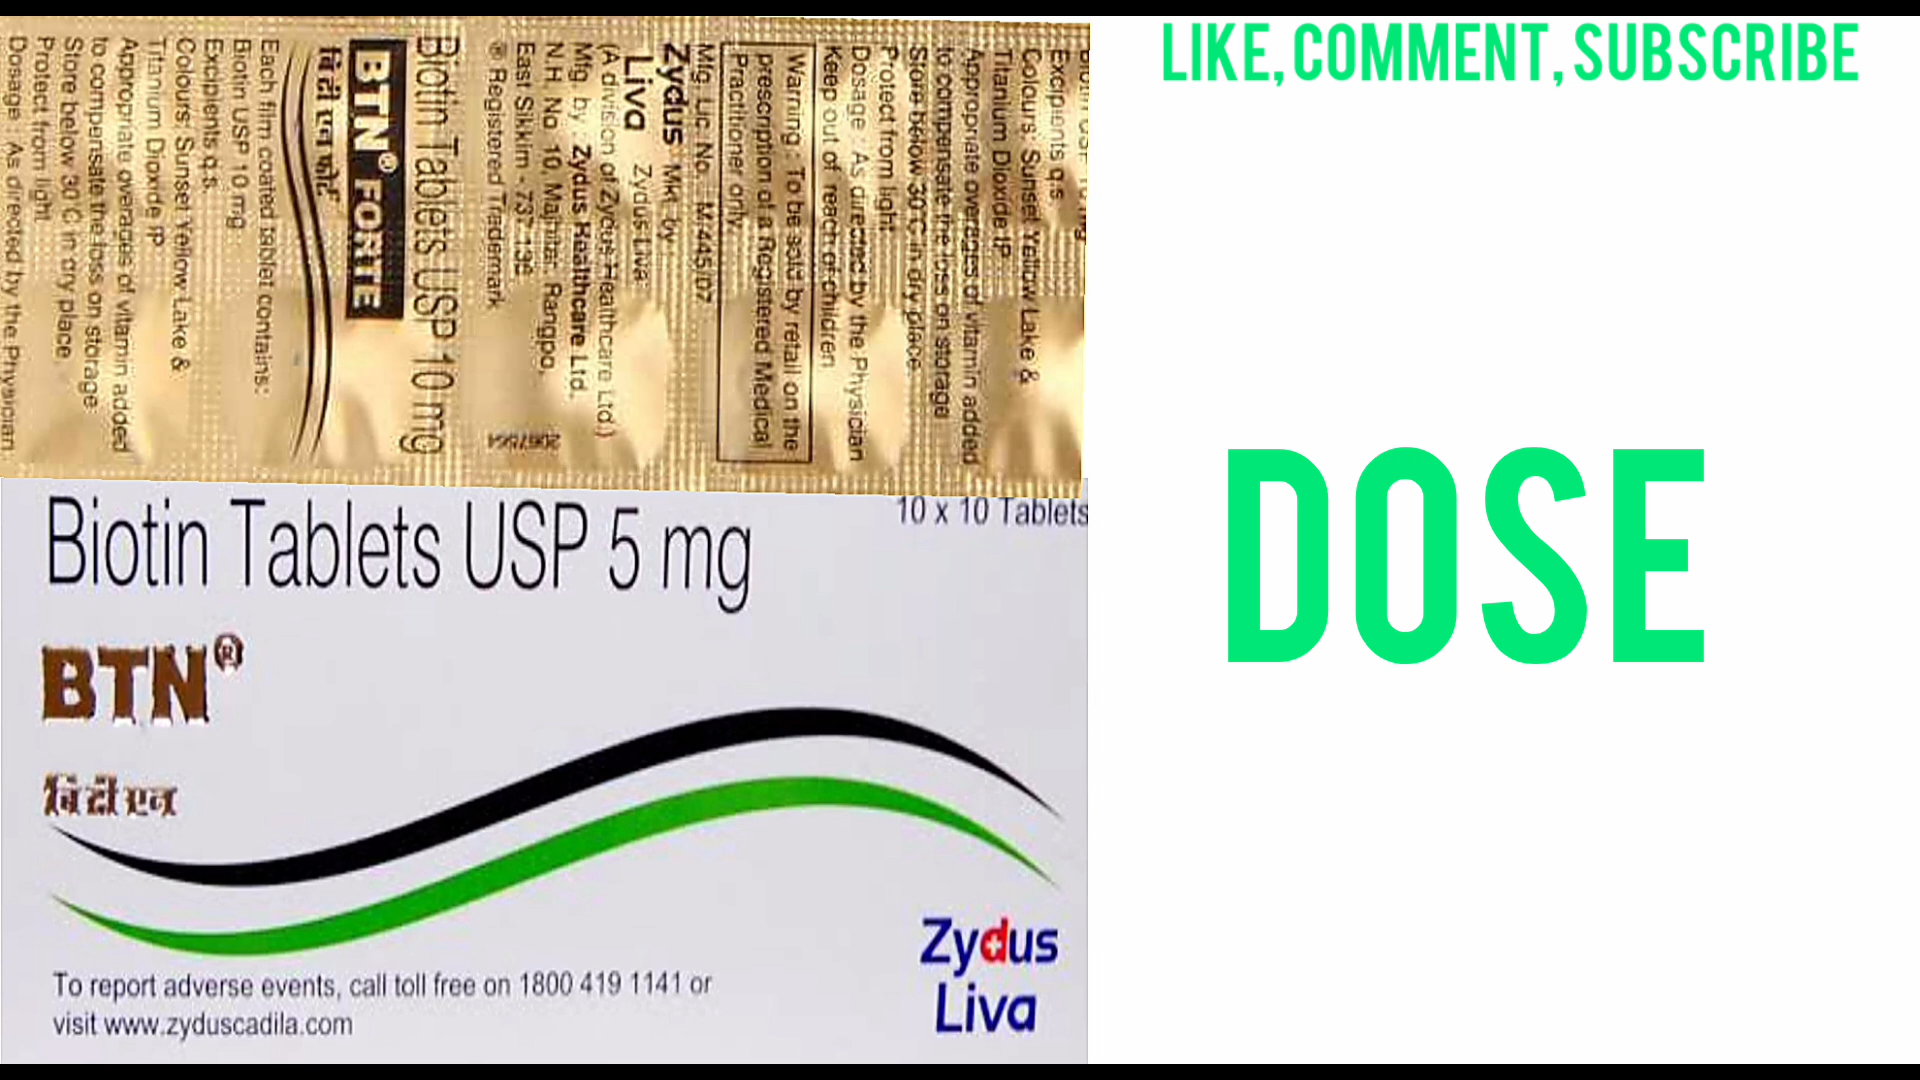 LIKE, COMMENT, SUBSCRIBE
DOSE
Excipients q.s.
Colours: Sunset Yellow Lake &
Titanium Dioxide IP
Appropriate overages of vitamin added
to compensate the loss on storage
Store below 30°C in dry place.
Protect from light.
Dosage : As directed by the Physician
Keep out of reach of children
Warning : To be sold by retail on the
prescription of a Registered Medical
Practitioner only.
Mfg. Lic. No. : M/445/07
Zydus Mkt. by :
Liva Zydus Liva
(A division of Zydus Healthcare Ltd.)
Mfg. by : Zydus Healthcare Ltd.
N.H. No. 10, Majhitar, Rangpo,
East Sikkim - 737 136
® Registered Trademark
Biotin Tablets USP 10 mg
BTN® FORTE
बि टी एन फोर्ट
Each film coated tablet contains:
Biotin USP 10 mg
Excipients q.s.
Colours: Sunset Yellow Lake &
Titanium Dioxide IP
Appropriate overages of vitamin added
to compensate the loss on storage
Store below 30°C in dry place
Protect from light.
Dosage : As directed by the Physician
Biotin Tablets USP 5 mg
10 x 10 Tablets
BTN®
बि टी एन
Zydus
Liva
To report adverse events, call toll free on 1800 419 1141 or
visit www.zyduscadila.com